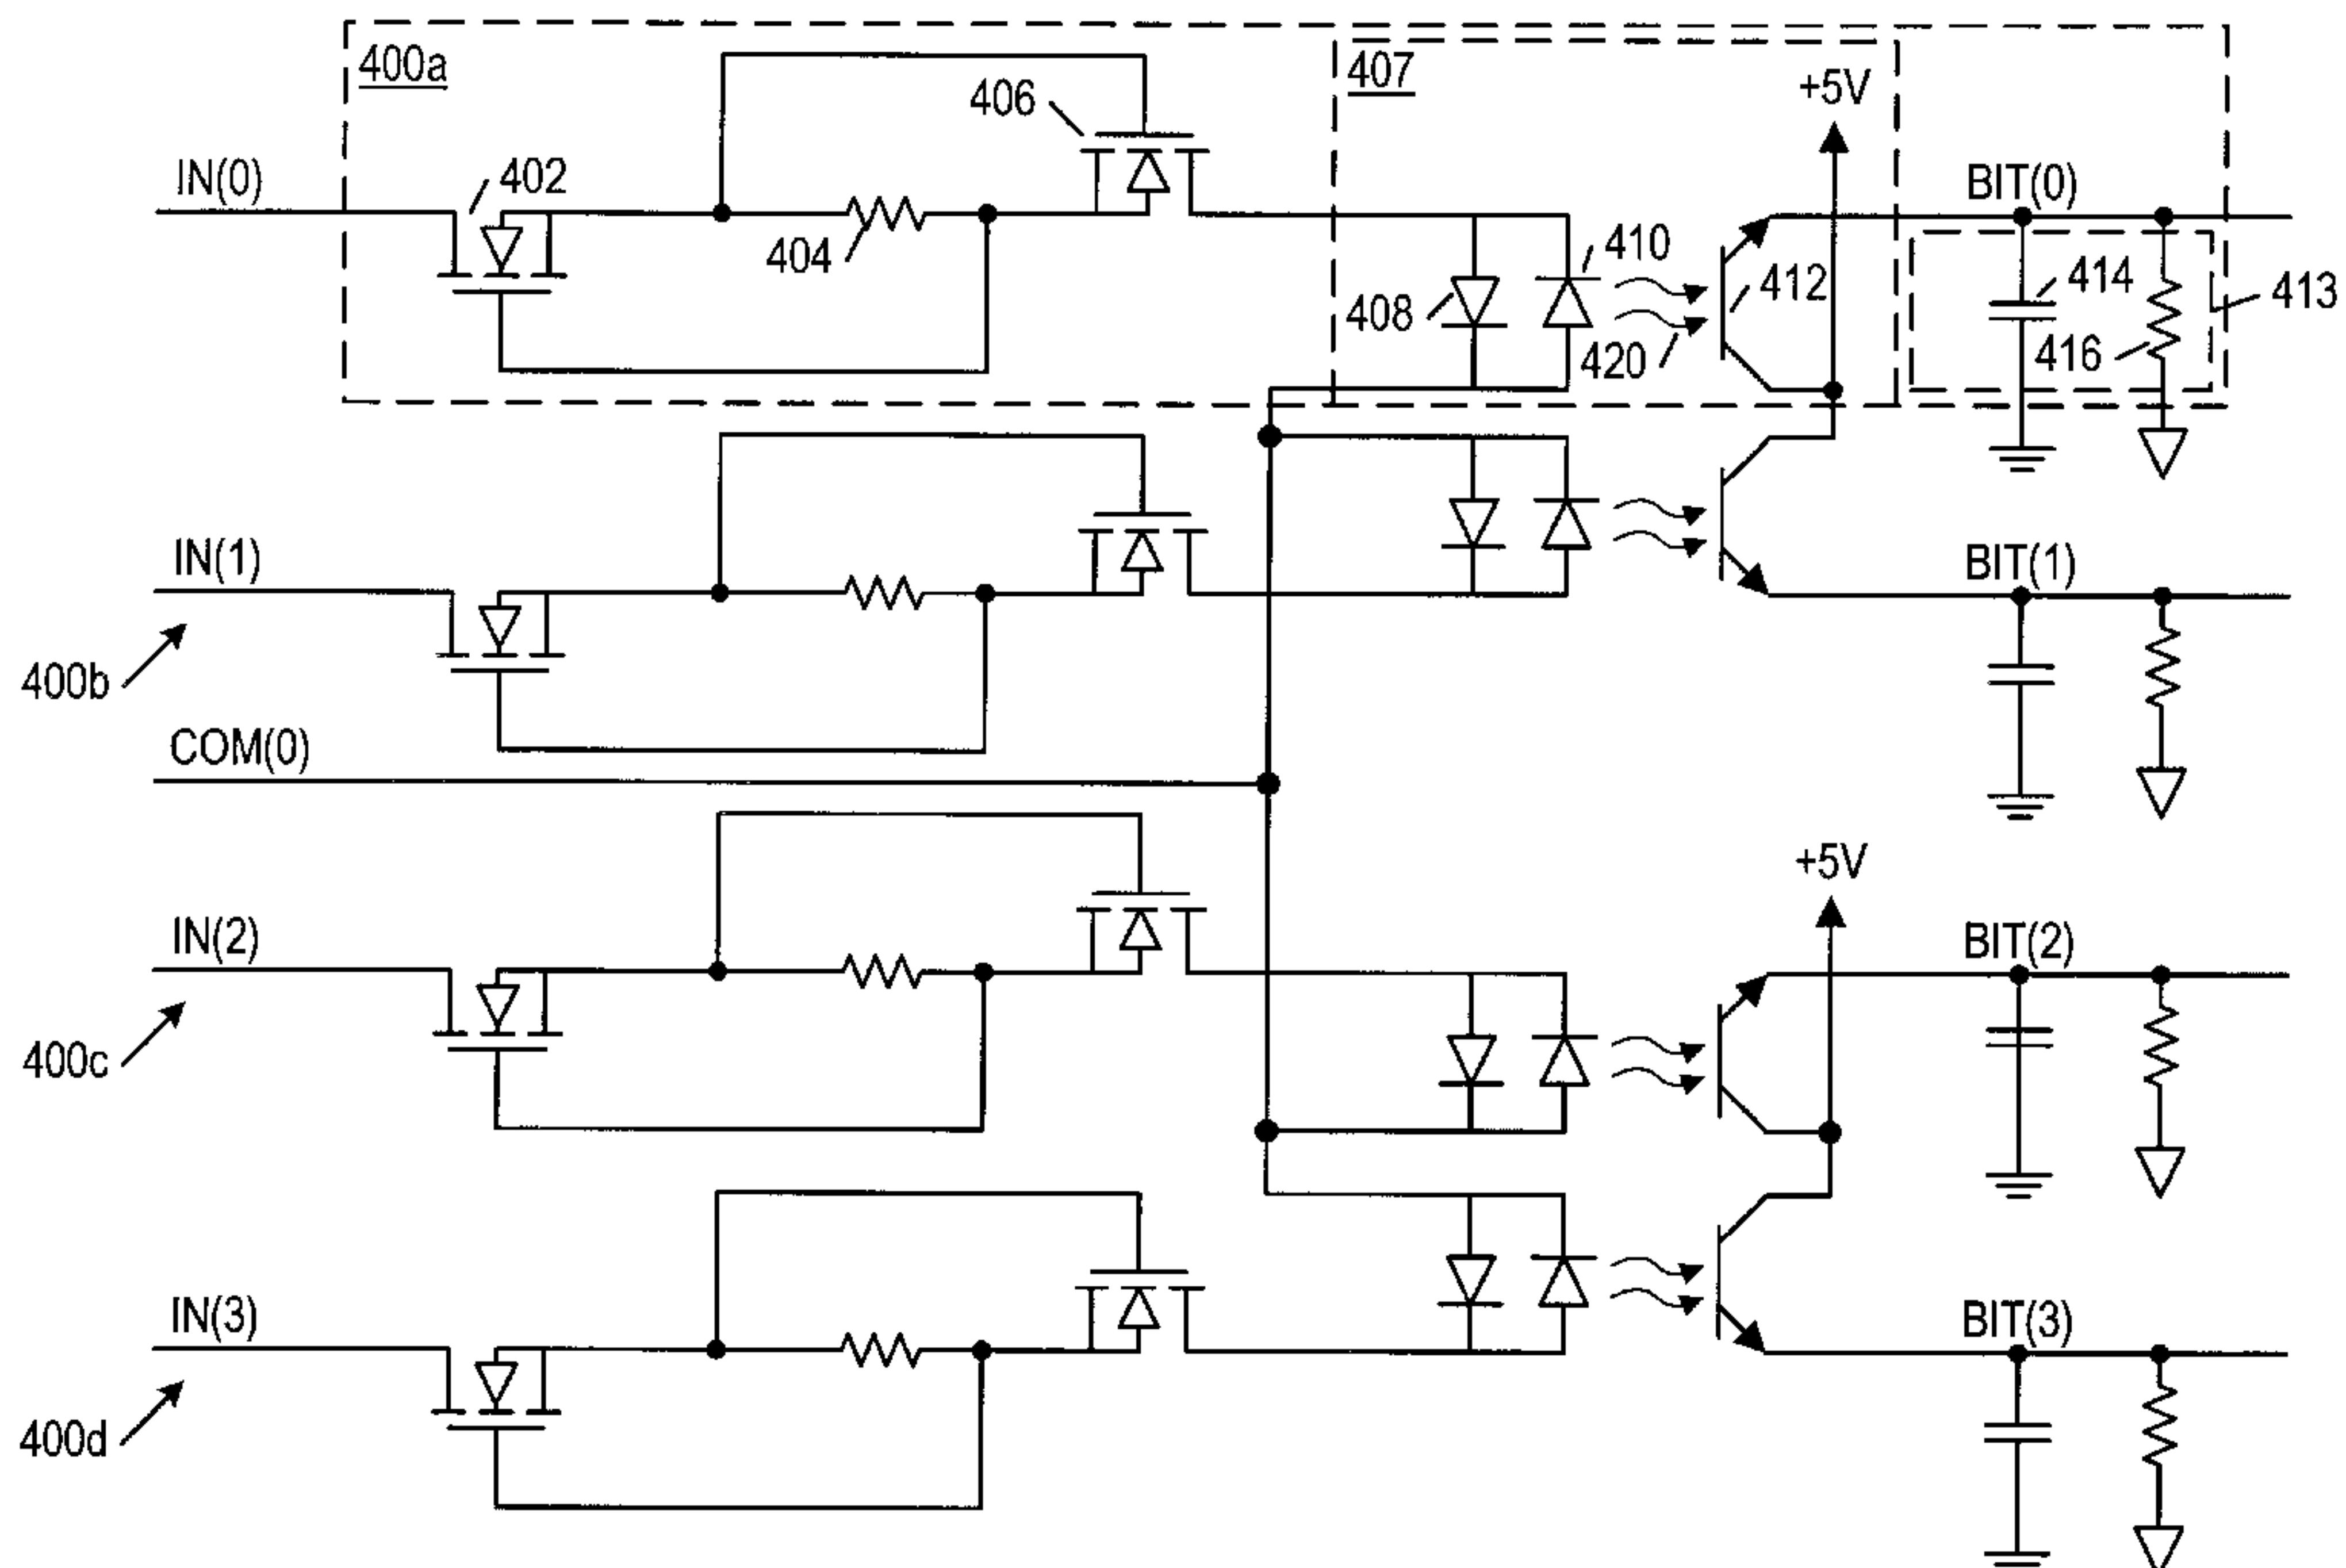 400a
407
+5V
406
IN(0)
402
BIT(0)
404
410
408
412
414
413
420
416
IN(1)
BIT(1)
400b
COM(0)
+5V
IN(2)
BIT(2)
400c
IN(3)
BIT(3)
400d